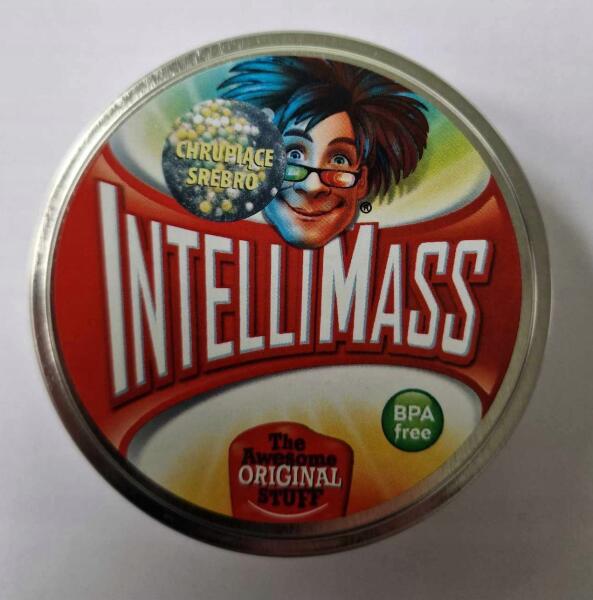 CHRUPIĄCE
SREBRO
®
INTELLIMASS
BPA
free
The
Awesome
ORIGINAL
STUFF